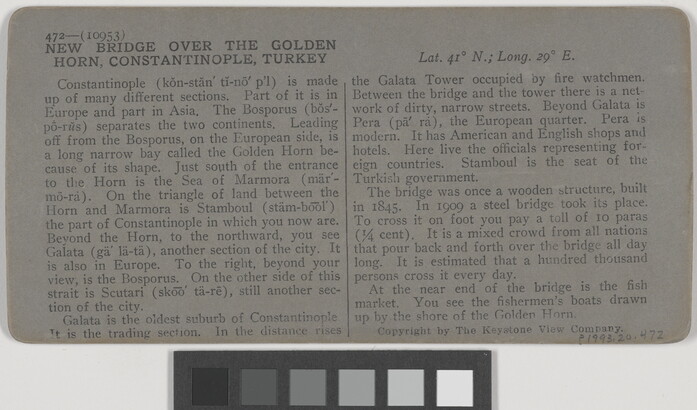 472—(10953)
NEW BRIDGE OVER THE GOLDEN
HORN, CONSTANTINOPLE, TURKEY
Lat. 41° N.; Long. 29° E.
Constantinople (kŏn-stăn´ tĭ-nō´ p'l) is made
up of many different sections. Part of it is in
Europe and part in Asia. The Bosporus (bŏs´-
pō-rŭs) separates the two continents. Leading
off from the Bosporus, on the European side, is
a long narrow bay called the Golden Horn be-
cause of its shape. Just south of the entrance
to the Horn is the Sea of Marmora (mär´-
mō-rȧ). On the triangle of land between the
Horn and Marmora is Stamboul (stäm-bo͞ol´)
the part of Constantinople in which you now are.
Beyond the Horn, to the northward, you see
Galata (gä´ lä-tä), another section of the city. It
is also in Europe. To the right, beyond your
view, is the Bosporus. On the other side of this
strait is Scutari (sko͞o´ tä-rē), still another sec-
tion of the city.
Galata is the oldest suburb of Constantinople
It is the trading section. In the distance rises
the Galata Tower occupied by fire watchmen.
Between the bridge and the tower there is a net-
work of dirty, narrow streets. Beyond Galata is
Pera (pā´ rȧ), the European quarter. Pera is
modern. It has American and English shops and
hotels. Here live the officials representing for-
eign countries. Stamboul is the seat of the
Turkish government.
The bridge was once a wooden structure, built
in 1845. In 1909 a steel bridge took its place.
To cross it on foot you pay a toll of 10 paras
(¼ cent). It is a mixed crowd from all nations
that pour back and forth over the bridge all day
long. It is estimated that a hundred thousand
persons cross it every day.
At the near end of the bridge is the fish
market. You see the fishermen's boats drawn
up by the shore of the Golden Horn.
Copyright by The Keystone View Company.
P1993.20.472